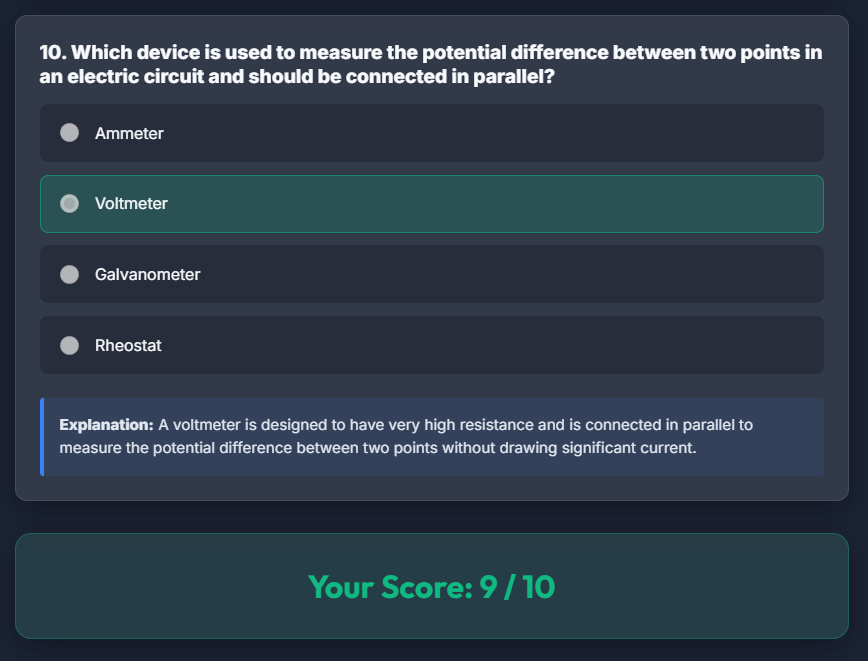 10. Which device is used to measure the potential difference between two points in
an electric circuit and should be connected in parallel?
Ammeter
Voltmeter
Galvanometer
Rheostat
Explanation: A voltmeter is designed to have very high resistance and is connected in parallel to
measure the potential difference between two points without drawing significant current.
Your Score: 9 / 10